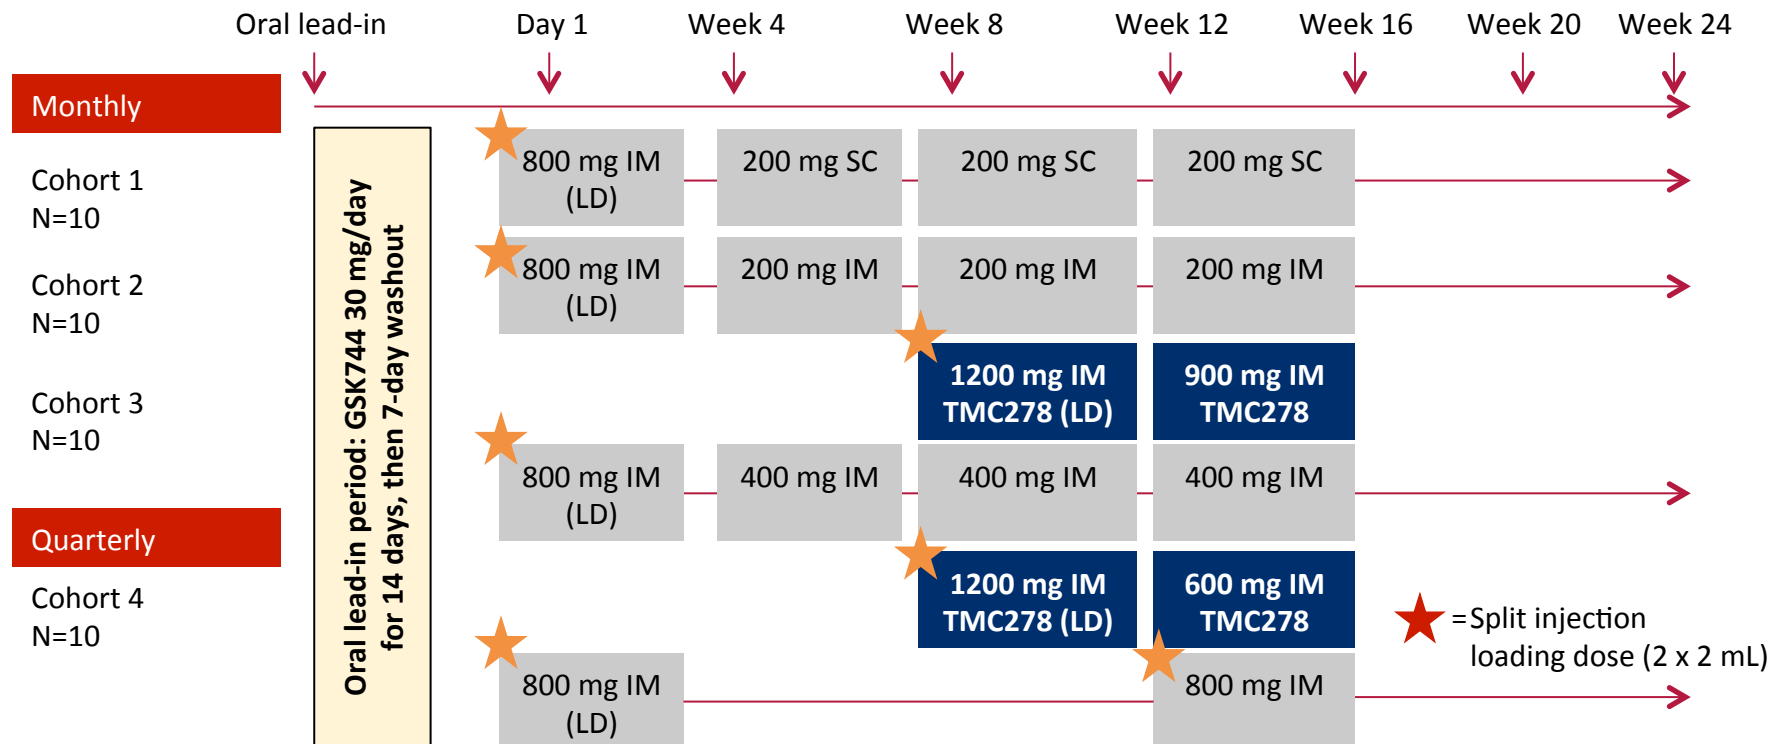 Oral lead-in Day 1 Week 4 Week 8 Week 12 Week 16 Week 20 Week 24
Monthly
Oral lead-in period: GSK744 30 mg/day
for 14 days, then 7-day washout
Cohort 1
N=10
800 mg IM
(LD)
200 mg SC
200 mg SC
200 mg SC
Cohort 2
N=10
800 mg IM
(LD)
200 mg IM
200 mg IM
200 mg IM
Cohort 3
N=10
1200 mg IM
TMC278 (LD)
900 mg IM
TMC278
800 mg IM
(LD)
400 mg IM
400 mg IM
400 mg IM
Quarterly
Cohort 4
N=10
1200 mg IM
TMC278 (LD)
600 mg IM
TMC278
800 mg IM
(LD)
800 mg IM
=Split injection
loading dose (2 x 2 mL)